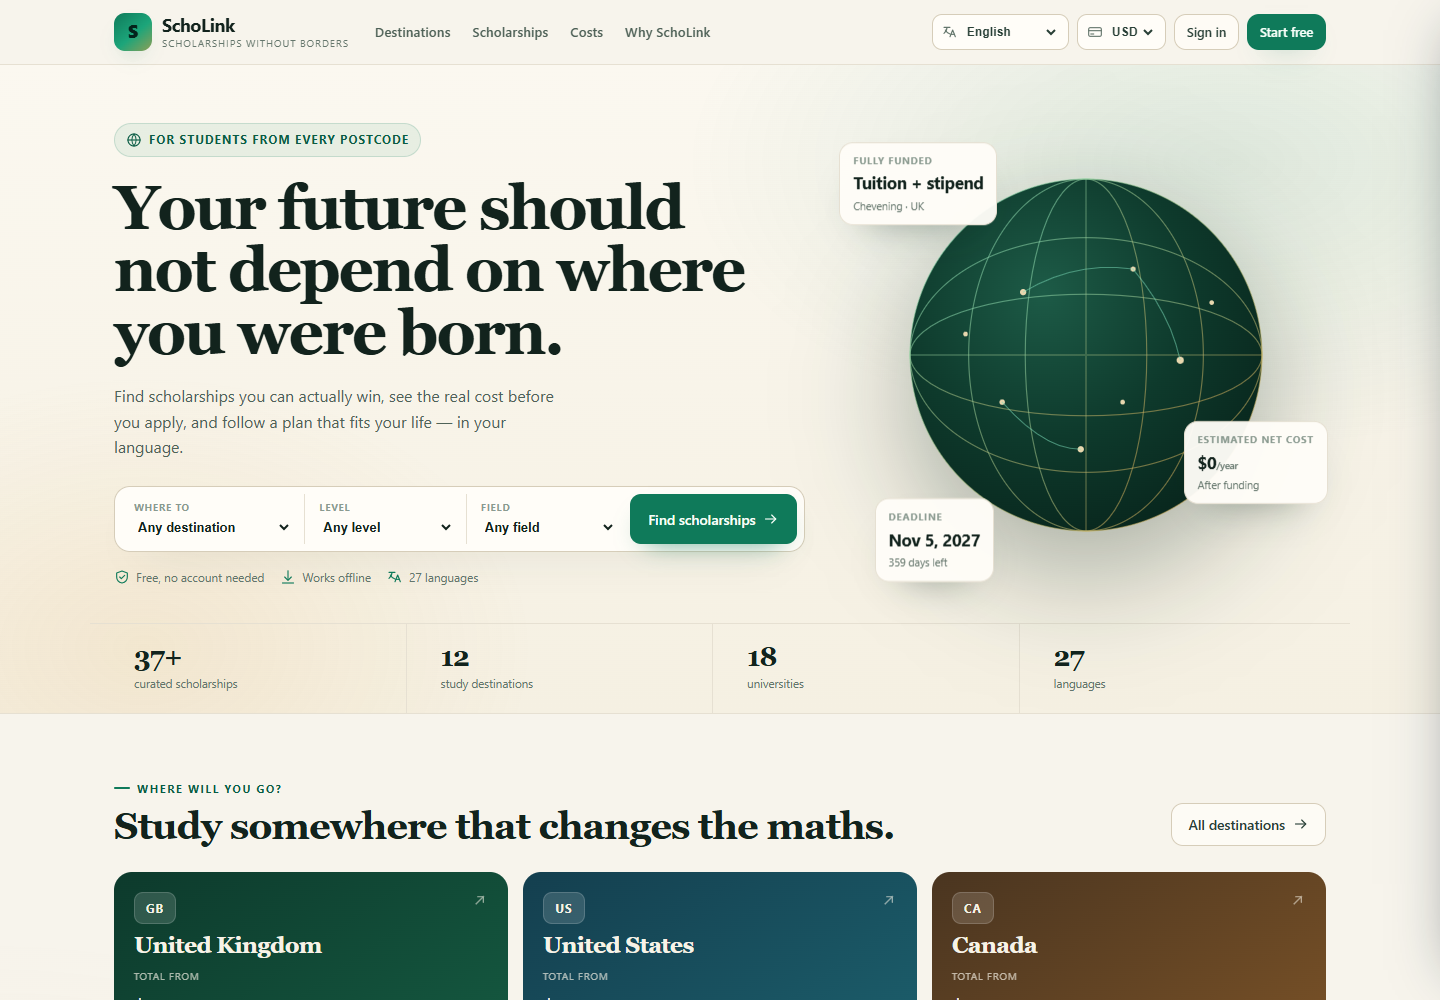 S
SchoLink
SCHOLARSHIPS WITHOUT BORDERS
Destinations
Scholarships
Costs
Why SchoLink
English
USD
Sign in
Start free
FOR STUDENTS FROM EVERY POSTCODE
Your future should
not depend on where
you were born.
Find scholarships you can actually win, see the real cost before
you apply, and follow a plan that fits your life — in your
language.
WHERE TO
Any destination
LEVEL
Any level
FIELD
Any field
Find scholarships →
Free, no account needed
Works offline
27 languages
FULLY FUNDED
Tuition + stipend
Chevening · UK
ESTIMATED NET COST
$0/year
After funding
DEADLINE
Nov 5, 2027
359 days left
37+
curated scholarships
12
study destinations
18
universities
27
languages
WHERE WILL YOU GO?
Study somewhere that changes the maths.
All destinations →
GB
United Kingdom
TOTAL FROM
US
United States
TOTAL FROM
CA
Canada
TOTAL FROM